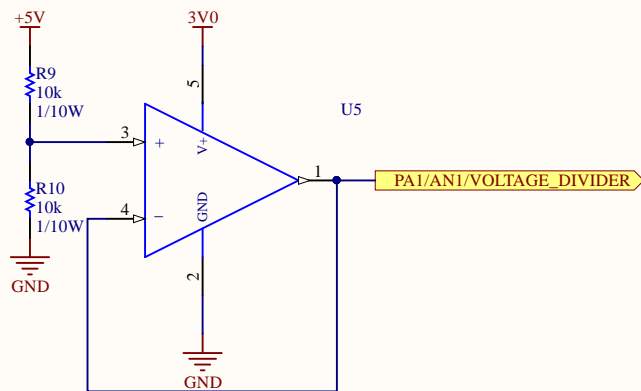 +5V
3V0
R9
10k
1/10W
5
U5
3
+
V+
1
PA1/AN1/VOLTAGE_DIVIDER
R10
10k
1/10W
4
−
GND
2
GND
GND